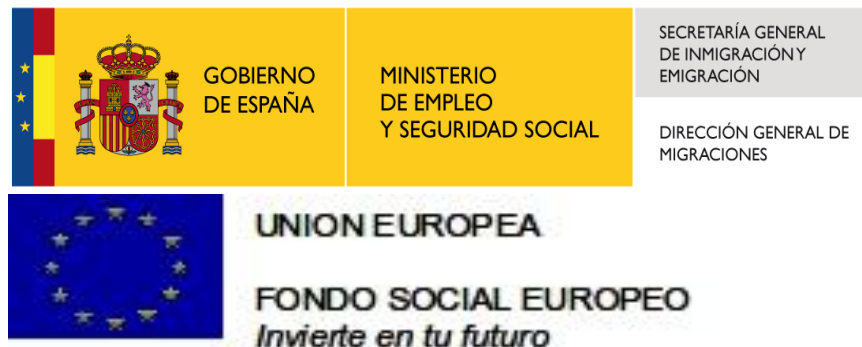 GOBIERNO
DE ESPAÑA
MINISTERIO
DE EMPLEO
Y SEGURIDAD SOCIAL
SECRETARÍA GENERAL
DE INMIGRACIÓN Y
EMIGRACIÓN
DIRECCIÓN GENERAL DE
MIGRACIONES
UNION EUROPEA
FONDO SOCIAL EUROPEO
Invierte en tu futuro